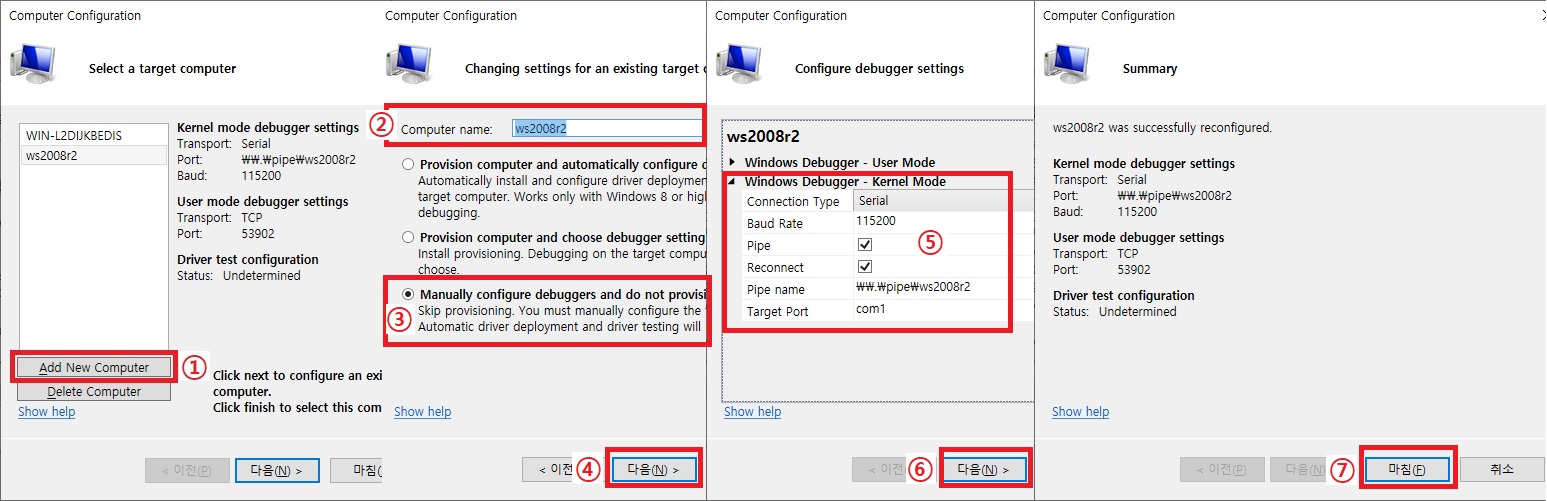 Computer Configuration
Select a target computer
WIN-L2DIJKBEDIS
ws2008r2
Kernel mode debugger settings
Transport: Serial
Port: ₩₩.₩pipe₩ws2008r2
Baud: 115200
User mode debugger settings
Transport: TCP
Port: 53902
Driver test configuration
Status: Undetermined
① Add New Computer
Delete Computer
Click next to configure an exi
computer.
Click finish to select this com
Show help
< 이전(P)
다음(N) >
마침(
Computer Configuration
Changing settings for an existing target c
② Computer name: ws2008r2
Provision computer and automatically configure d
Automatically install and configure driver deploymen
target computer. Works only with Windows 8 or hig
debugging.
Provision computer and choose debugger setting
Install provisioning. Debugging on the target compu
choose.
③ Manually configure debuggers and do not provisi
Skip provisioning. You must manually configure the
Automatic driver deployment and driver testing will
Show help
< 이전
④ 다음(N) >
Computer Configuration
Configure debugger settings
ws2008r2
Windows Debugger - User Mode
Windows Debugger - Kernel Mode
Connection Type Serial
Baud Rate 115200
Pipe
⑤
Reconnect
Pipe name ₩₩.₩pipe₩ws2008r2
Target Port com1
Show help
< 이전
⑥ 다음(N) >
Computer Configuration
Summary
ws2008r2 was successfully reconfigured.
Kernel mode debugger settings
Transport: Serial
Port: ₩₩.₩pipe₩ws2008r2
Baud: 115200
User mode debugger settings
Transport: TCP
Port: 53902
Driver test configuration
Status: Undetermined
Show help
< 이전(P)
다음(N)
⑦ 마침(F)
취소